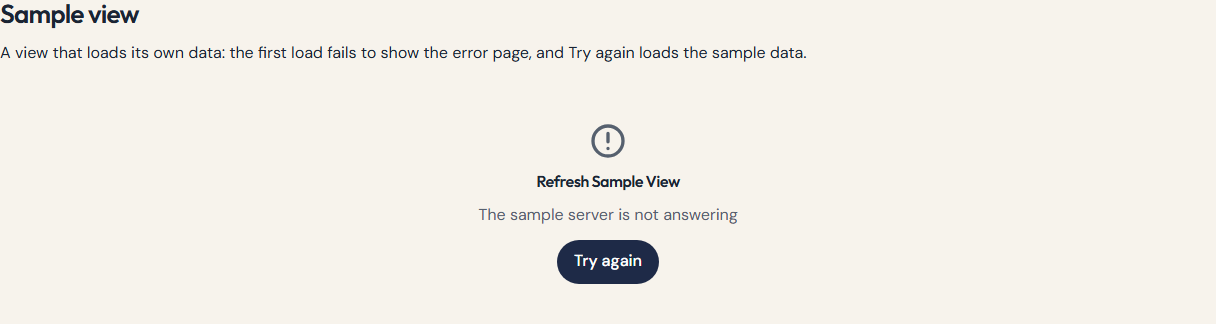 Sample view
A view that loads its own data: the first load fails to show the error page, and Try again loads the sample data.
Refresh Sample View
The sample server is not answering
Try again